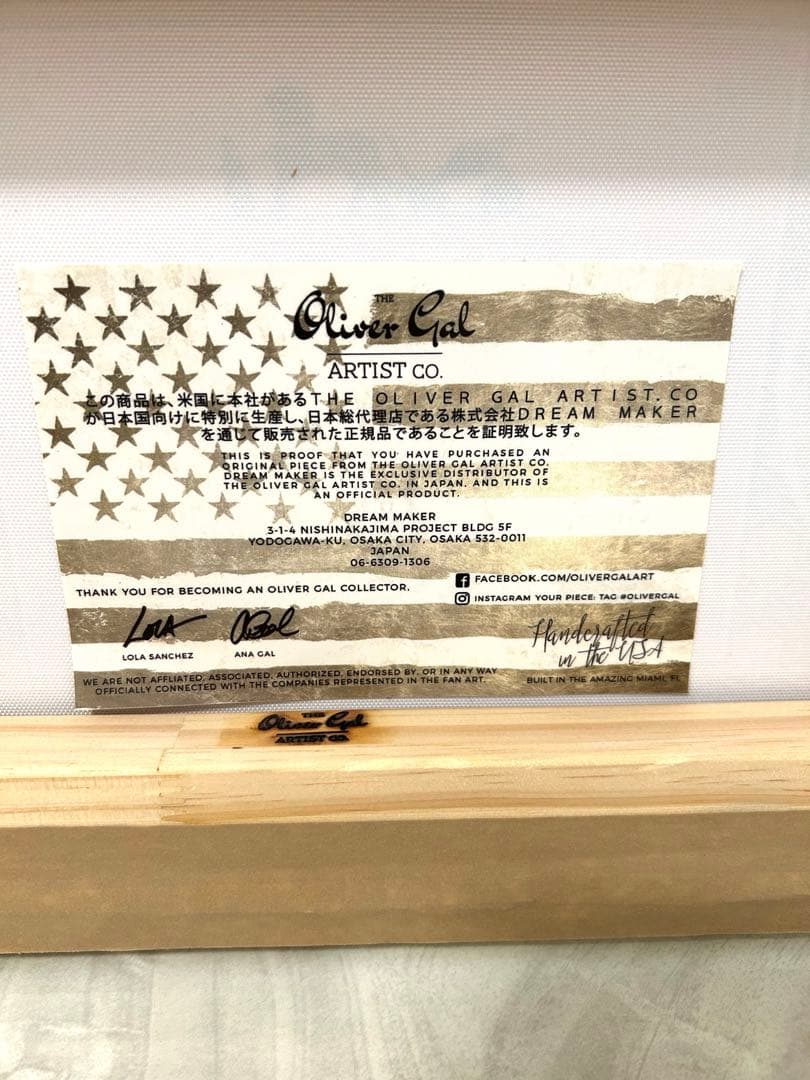 THE
Oliver Gal
ARTIST CO.
この商品は、米国に本社があるTHE OLIVER GAL ARTIST.CO
が日本国向けに特別に生産し、日本総代理店である株式会社DREAM MAKER
を通じて販売された正規品であることを証明致します。
THIS IS PROOF THAT YOU HAVE PURCHASED AN
ORIGINAL PIECE FROM THE OLIVER GAL ARTIST CO.
DREAM MAKER IS THE EXCLUSIVE DISTRIBUTOR OF
THE OLIVER GAL ARTIST CO. IN JAPAN. AND THIS IS
AN OFFICIAL PRODUCT.
DREAM MAKER
3-1-4 NISHINAKAJIMA PROJECT BLDG 5F
YODOGAWA-KU, OSAKA CITY, OSAKA 532-0011
JAPAN
06-6309-1306
THANK YOU FOR BECOMING AN OLIVER GAL COLLECTOR.
FACEBOOK.COM/OLIVERGALART
INSTAGRAM YOUR PIECE: TAG #OLIVERGAL
LOLA SANCHEZ
ANA GAL
Handcrafted
in the USA
WE ARE NOT AFFLIATED, ASSOCIATED, AUTHORIZED, ENDORSED BY, OR IN ANY WAY
OFFICIALLY CONNECTED WITH THE COMPANIES REPRESENTED IN THE FAN ART.
BUILT IN THE AMAZING MIAMI, FL
THE
Oliver Gal
ARTIST CO.